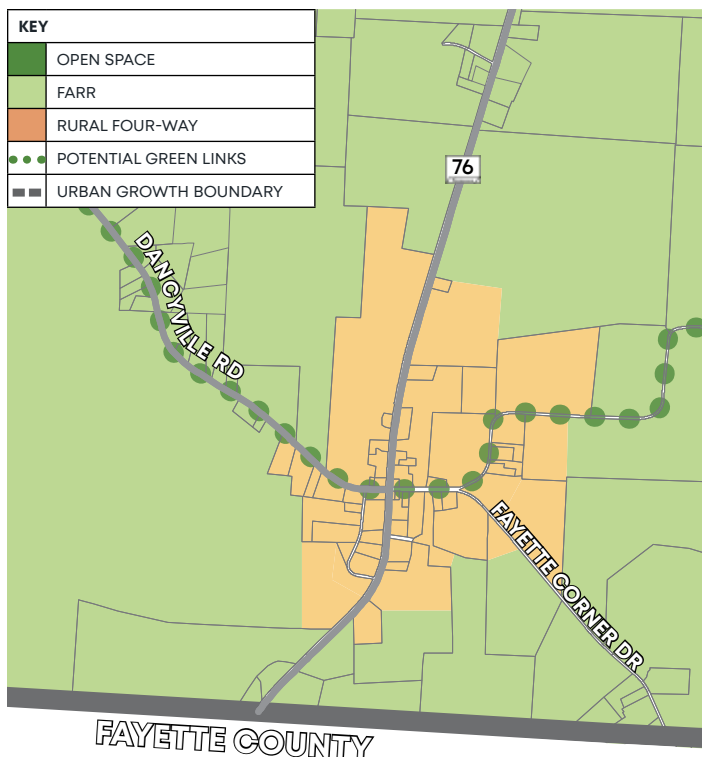 KEY
OPEN SPACE
FARR
RURAL FOUR-WAY
POTENTIAL GREEN LINKS
URBAN GROWTH BOUNDARY
76
DANCYVILLE RD
FAYETTE CORNER DR
FAYETTE COUNTY